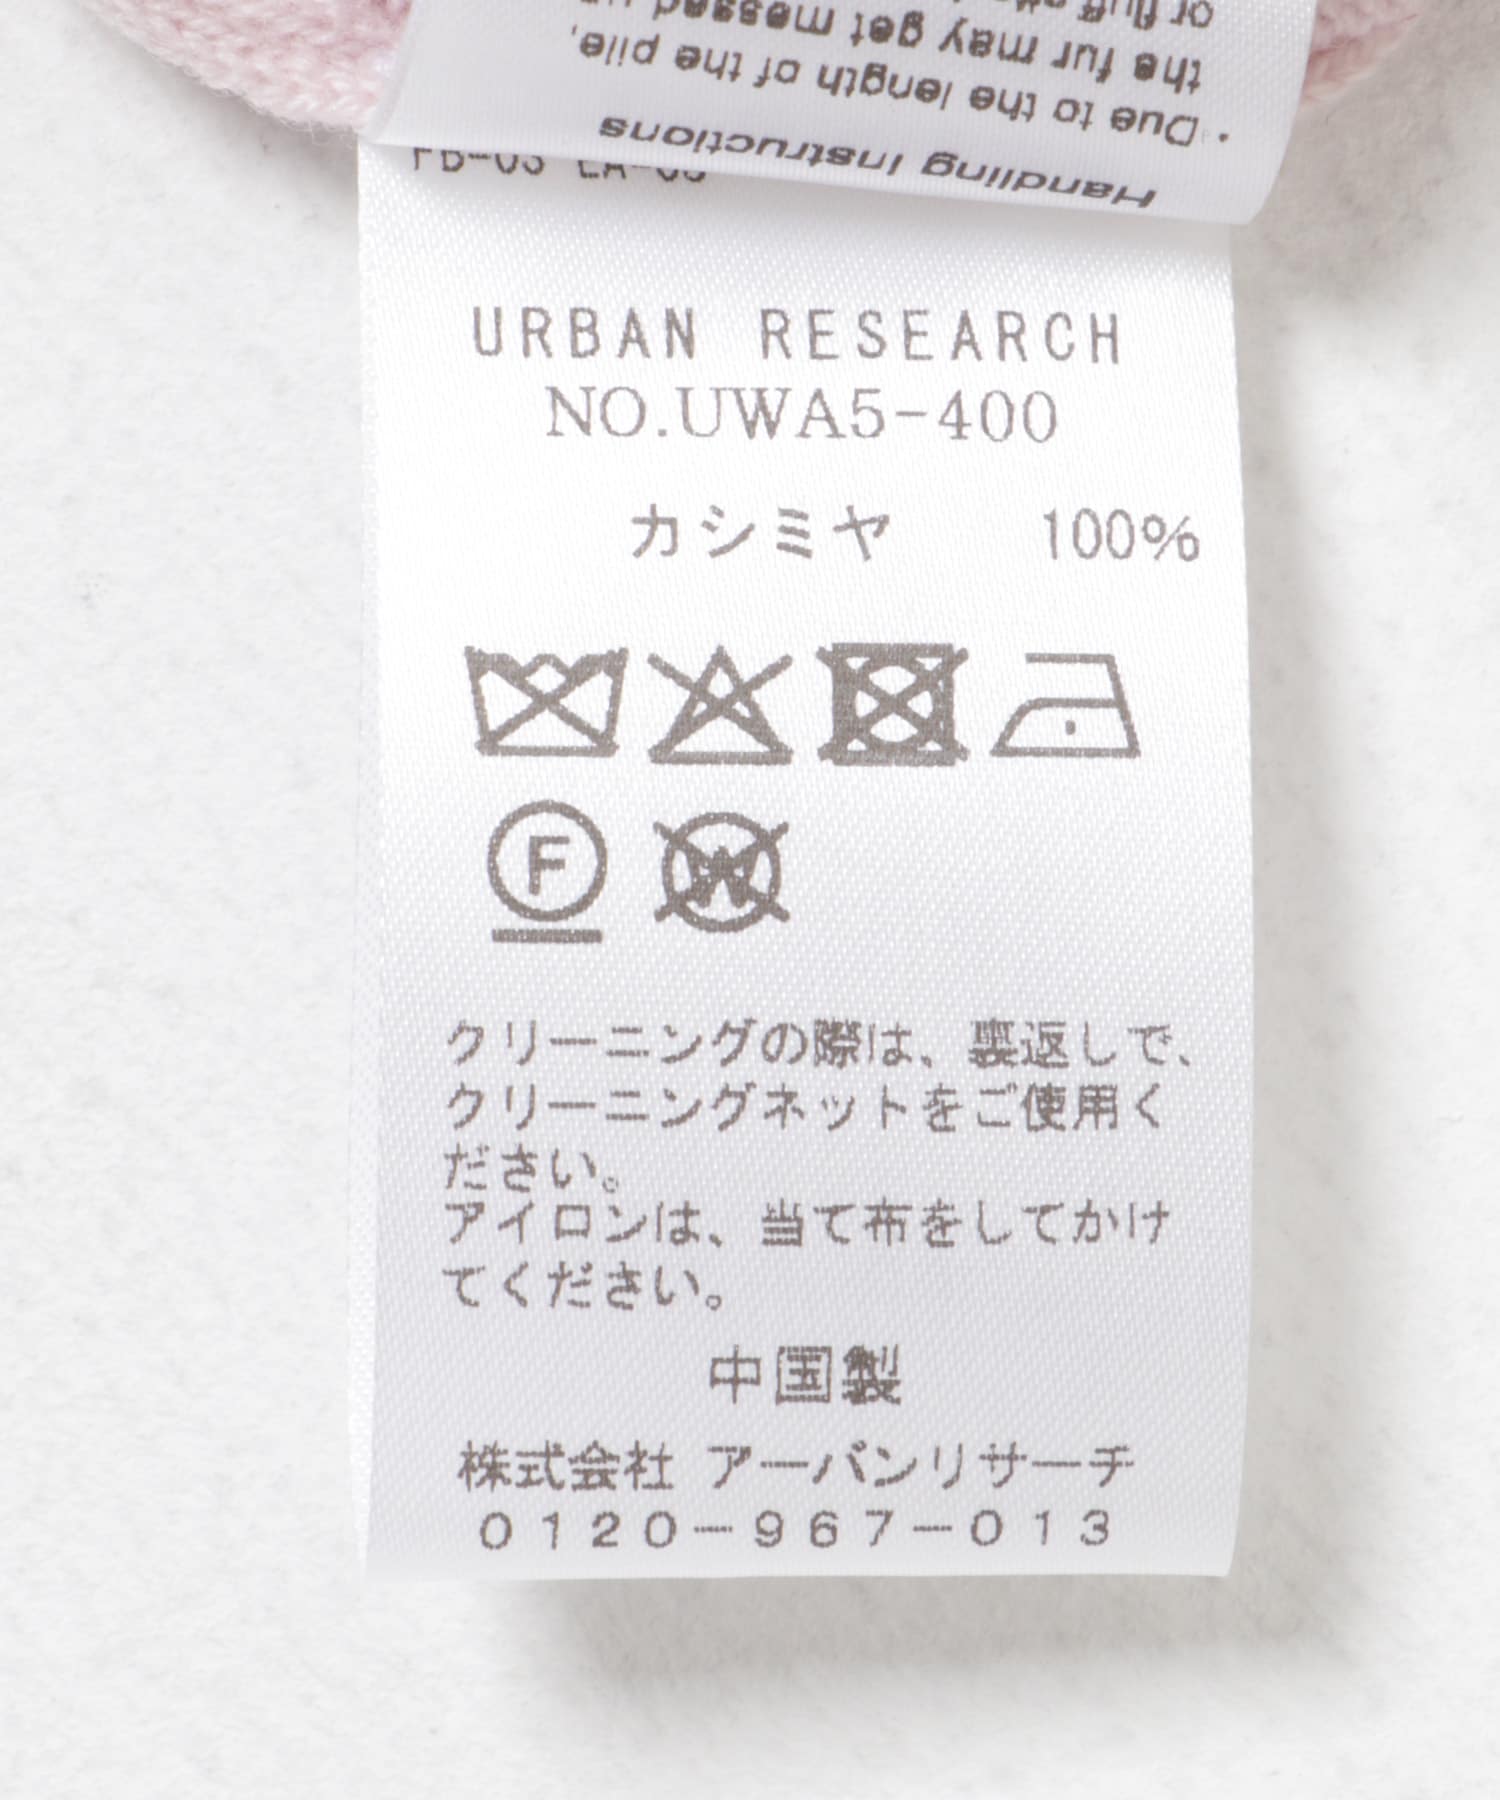 or fluff
the fur may get messed up
・Due to the length of the pile,
Handling Instructions
URBAN RESEARCH
NO.UWA5-400
カシミヤ 100%
F
W
クリーニングの際は、裏返しで、
クリーニングネットをご使用く
ださい。
アイロンは、当て布をしてかけ
てください。
中国製
株式会社 アーバンリサーチ
0120-967-013